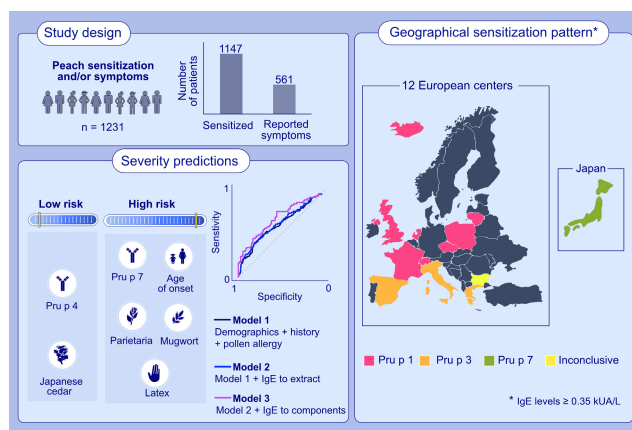 Study design
Peach sensitization
and/or symptoms
n = 1231
Number
of patients
1147
561
Sensitized
Reported
symptoms
Severity predictions
Low risk
High risk
Pru p 4
Japanese
cedar
Pru p 7
Age
of onset
Parietaria
Mugwort
Latex
1
Sensitivity
0
1
0
Specificity
Model 1
Demographics + history
+ pollen allergy
Model 2
Model 1 + IgE to extract
Model 3
Model 2 + IgE to components
Geographical sensitization pattern*
12 European centers
Japan
Pru p 1
Pru p 3
Pru p 7
Inconclusive
* IgE levels ≥ 0.35 kUA/L